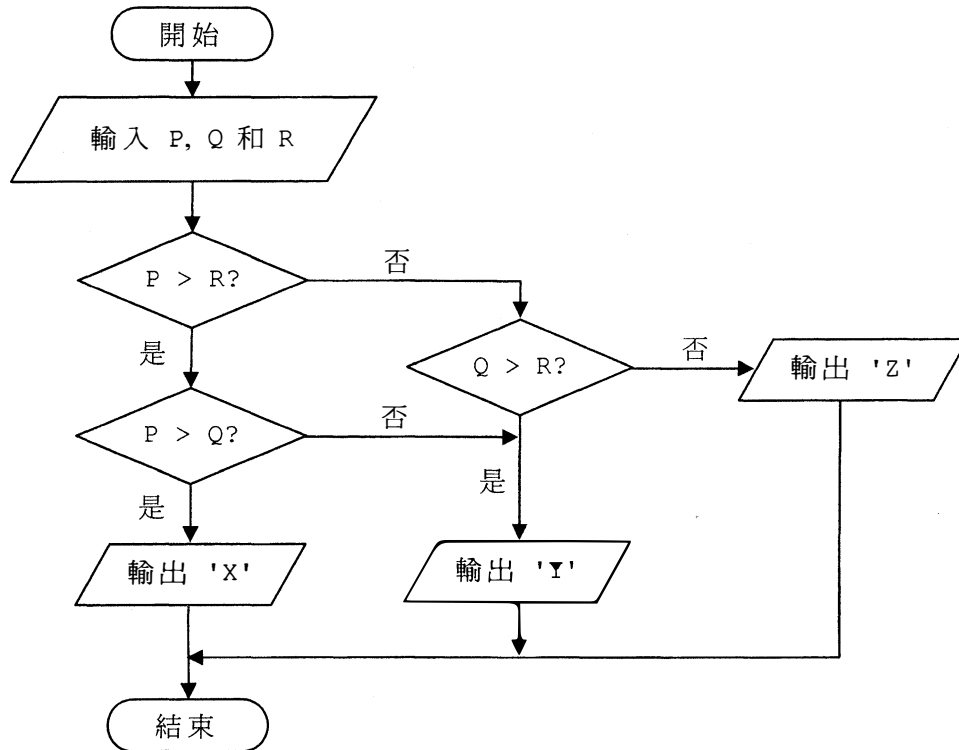 開始
輸入 P, Q 和 R
P > R?
否
是
Q > R?
否
輸出 'Z'
P > Q?
否
是
是
輸出 'X'
輸出 'Y'
結束